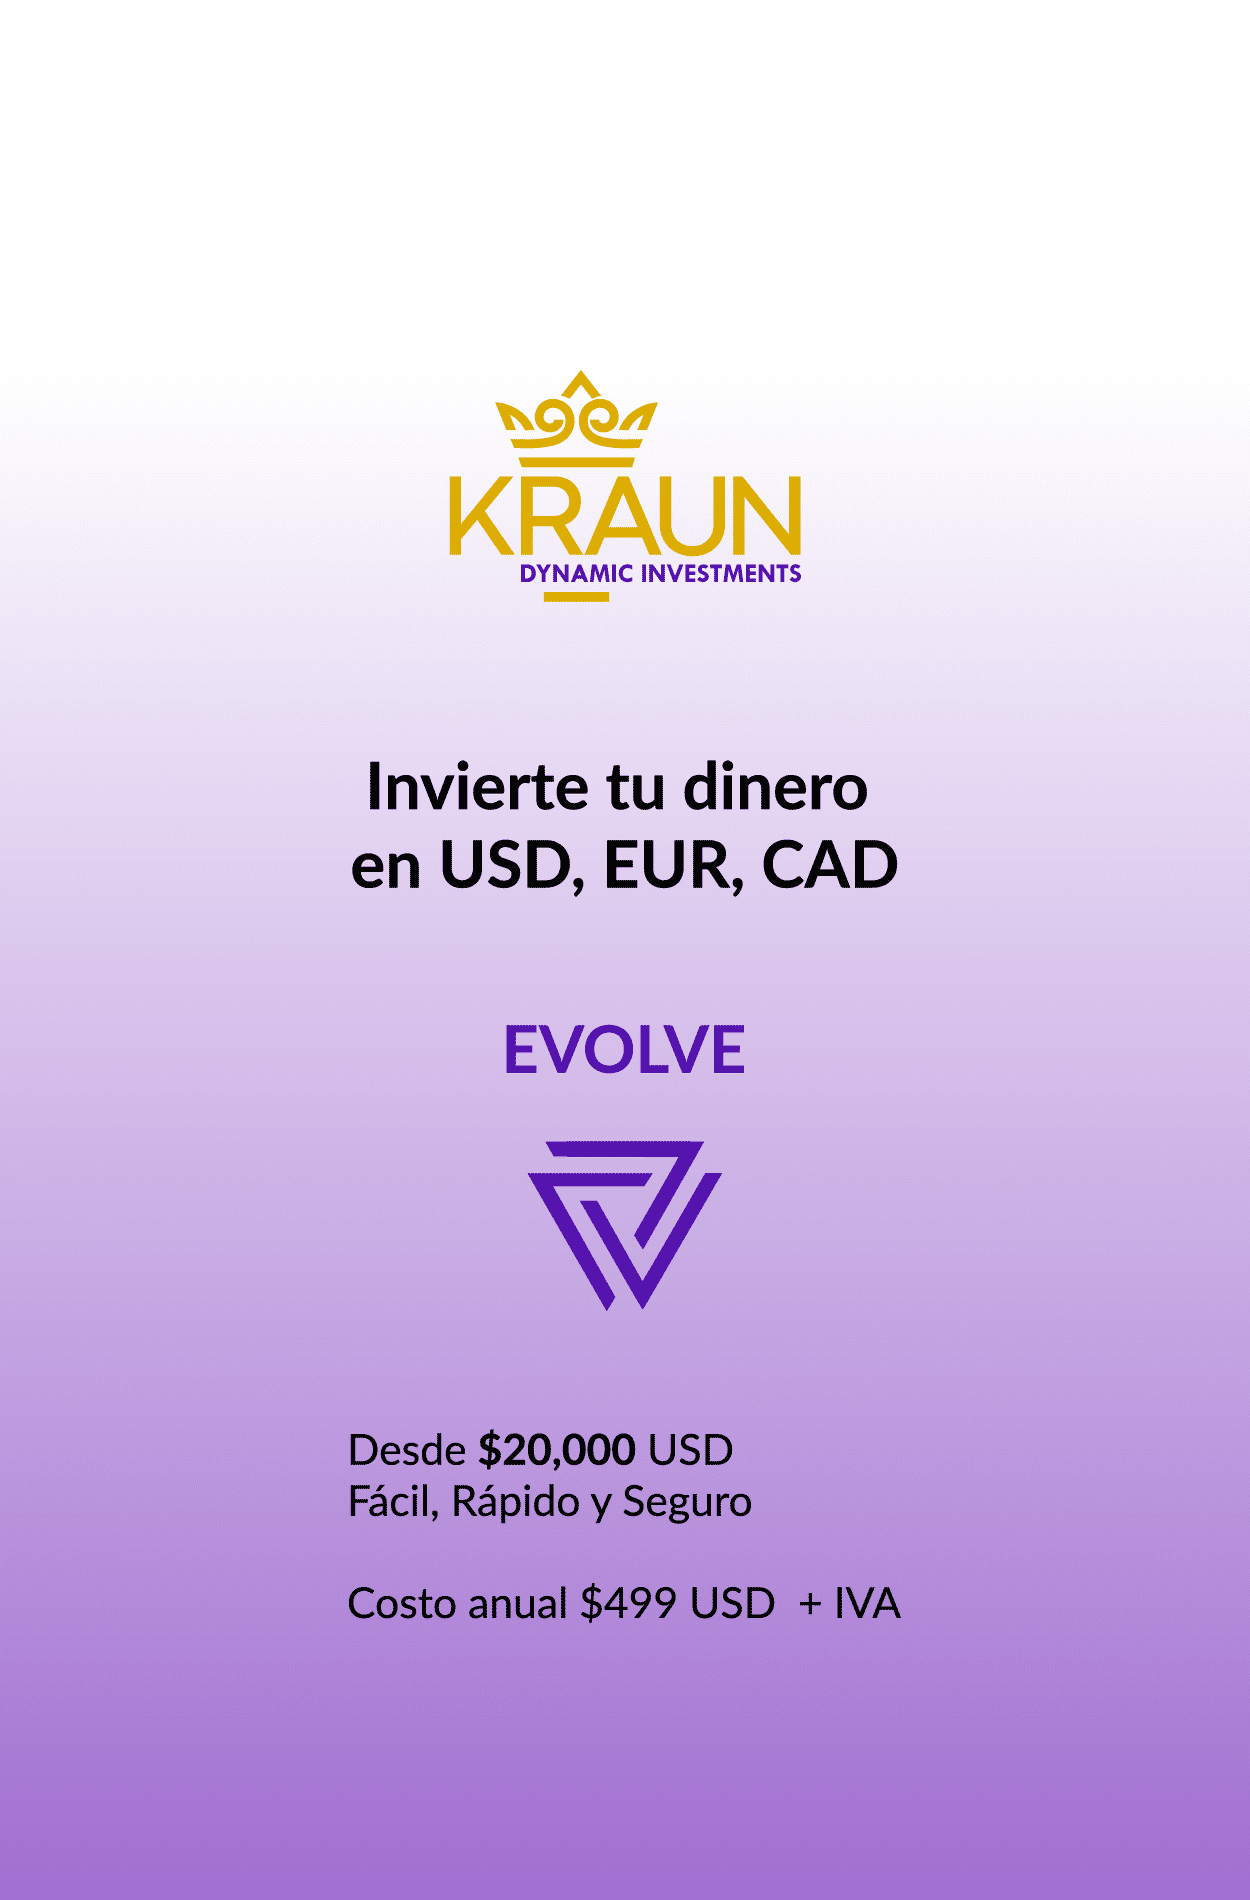 KRAUN
DYNAMIC INVESTMENTS
Invierte tu dinero
en USD, EUR, CAD
EVOLVE
Desde $20,000 USD
Fácil, Rápido y Seguro
Costo anual $499 USD + IVA